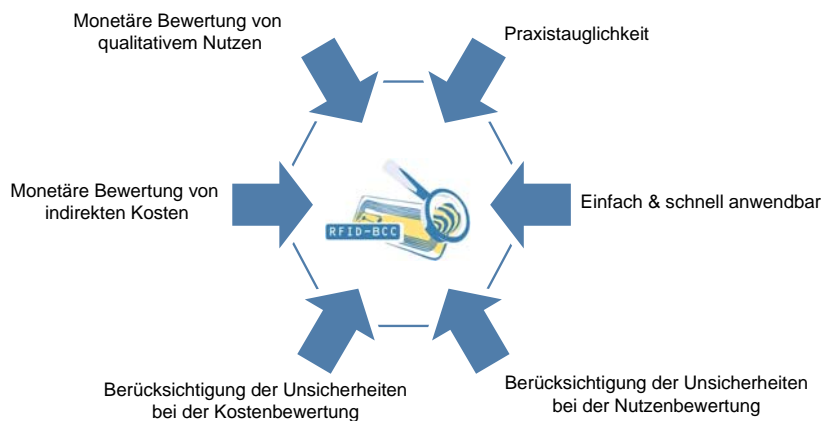 Monetäre Bewertung von
qualitativem Nutzen
Praxistauglichkeit
Monetäre Bewertung von
indirekten Kosten
RFID-BCC
Einfach & schnell anwendbar
Berücksichtigung der Unsicherheiten
bei der Kostenbewertung
Berücksichtigung der Unsicherheiten
bei der Nutzenbewertung